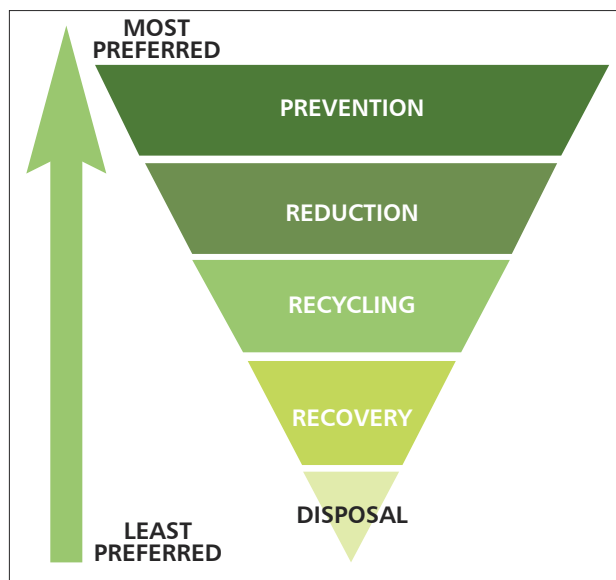 MOST
PREFERRED
PREVENTION
REDUCTION
RECYCLING
RECOVERY
DISPOSAL
LEAST
PREFERRED